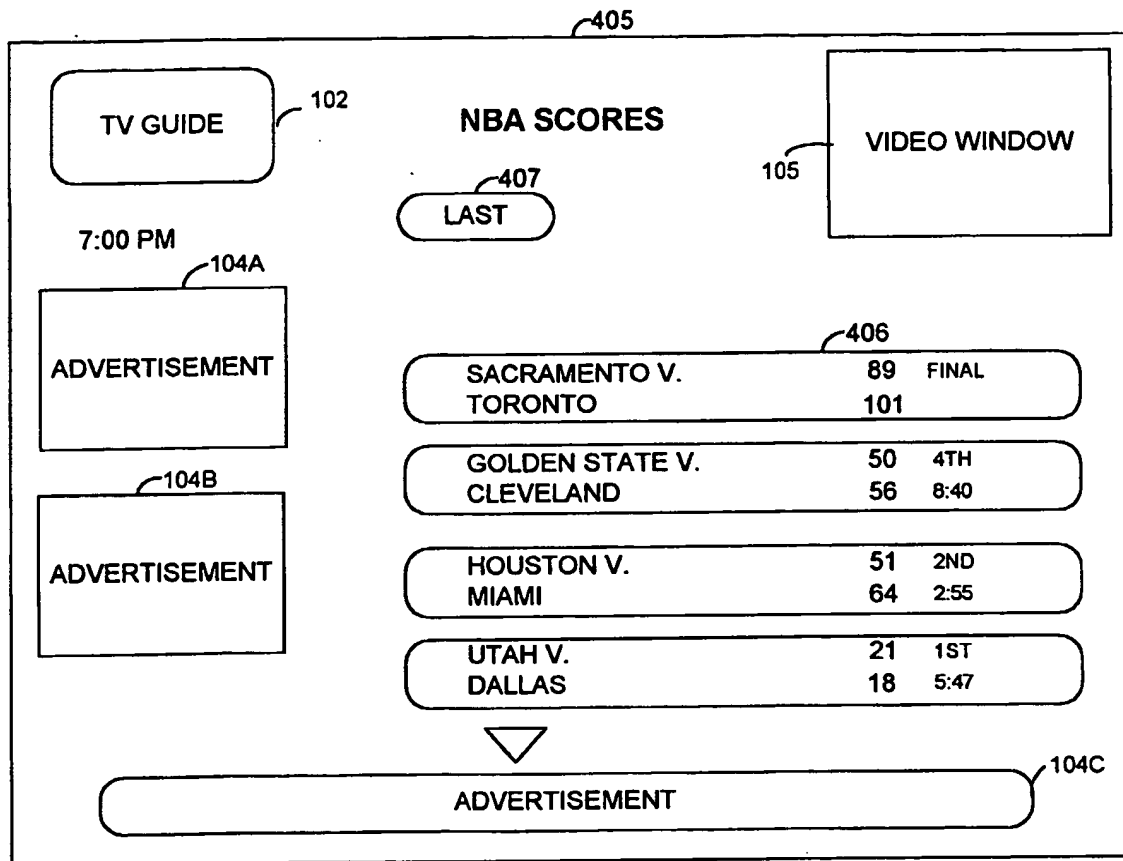 405
TV GUIDE
102
NBA SCORES
VIDEO WINDOW
105
407
LAST
7:00 PM
104A
ADVERTISEMENT
406
SACRAMENTO V. 89 FINAL
TORONTO 101
GOLDEN STATE V. 50 4TH
CLEVELAND 56 8:40
104B
ADVERTISEMENT
HOUSTON V. 51 2ND
MIAMI 64 2:55
UTAH V. 21 1ST
DALLAS 18 5:47
104C
ADVERTISEMENT